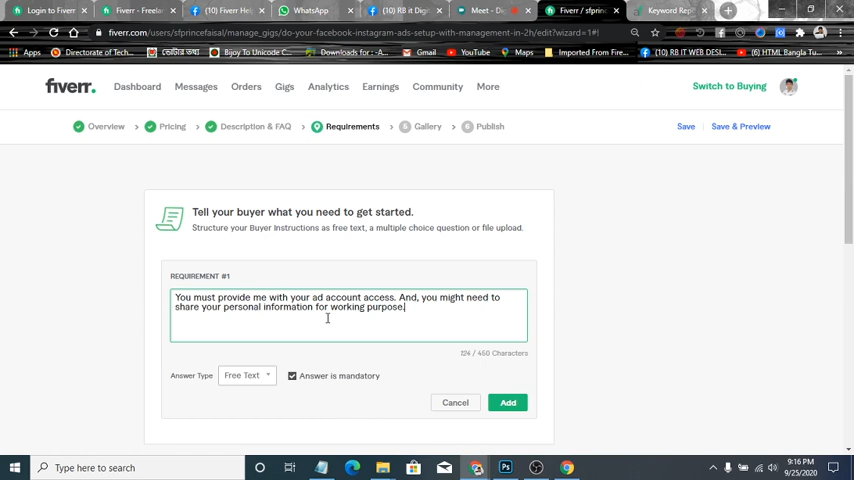 Login to Fiverr
Fiverr - Freelan
(10) Fiverr Help
WhatsApp
(10) R8 it Digit
Meet -
Fiverr / sfprinc
Keyword Rep
fiverr.com/users/sfprincefaisal/manage_gigs/do-your-facebook-instagram-ads-setup-with-management-in-2h/edit?wizard=1#!
Apps
Directorate of Tech...
ভোটার তথ্য
Bijoy To Unicode C...
Downloads for : -A...
Gmail
YouTube
Maps
Imported From Fire...
(10) RB IT WEB DESI...
(5) HTML Bangla Tu...
fiverr.
Dashboard
Messages
Orders
Gigs
Analytics
Earnings
Community
More
Switch to Buying
Overview
Pricing
Description & FAQ
Requirements
6 Gallery
6 Publish
Save
Save & Preview
Tell your buyer what you need to get started.
Structure your Buyer Instructions as free text, a multiple choice question or file upload.
REQUIREMENT #1
You must provide me with your ad account access. And, you might need to
share your personal information for working purpose.
124 / 450 Characters
Answer Type
Free Text
Answer is mandatory
Cancel
Add
Type here to search
9:16 PM
9/25/2020